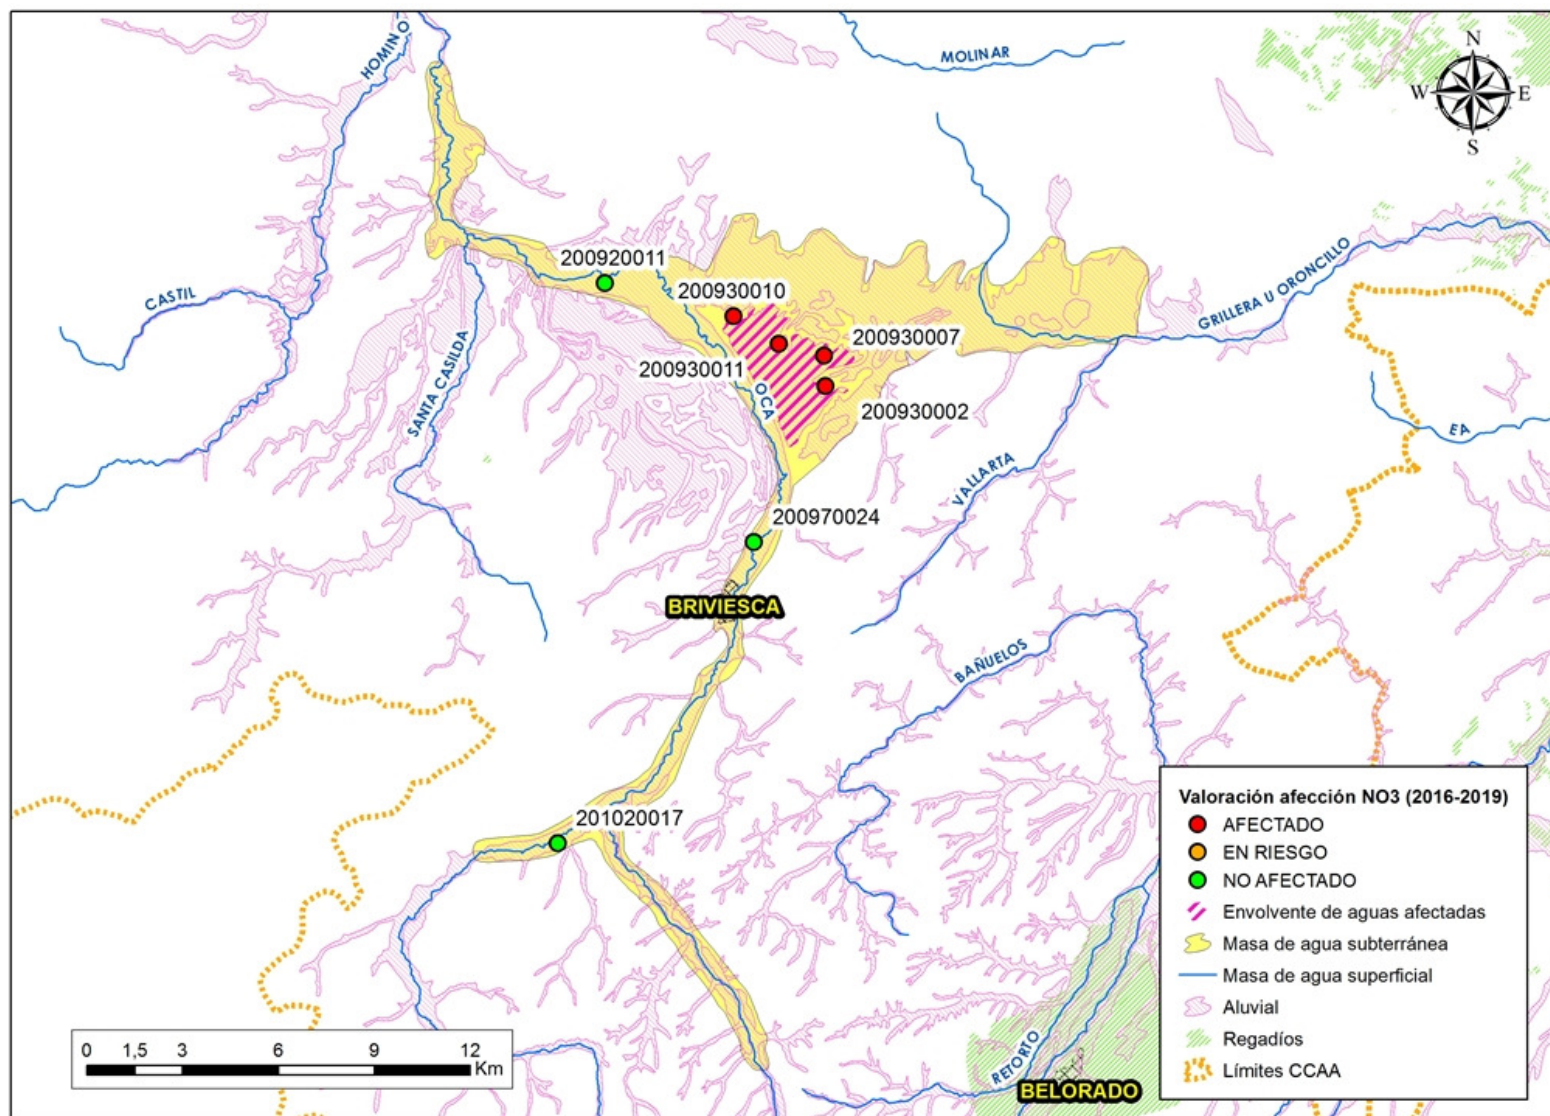 HOMINO
MOLINAR
N
W
E
S
200920011
200930010
GRILLERA U ORONCILLO
CASTIL
200930007
SANTA CASILDA
200930011
OCA
200930002
EA
VALLARTA
200970024
BRIVIESCA
BAÑUELOS
201020017
RETORTO
BELORADO
Valoración afección NO3 (2016-2019)
AFECTADO
EN RIESGO
NO AFECTADO
Envolvente de aguas afectadas
Masa de agua subterránea
Masa de agua superficial
Aluvial
Regadíos
Límites CCAA
0 1,5 3 6 9 12
Km